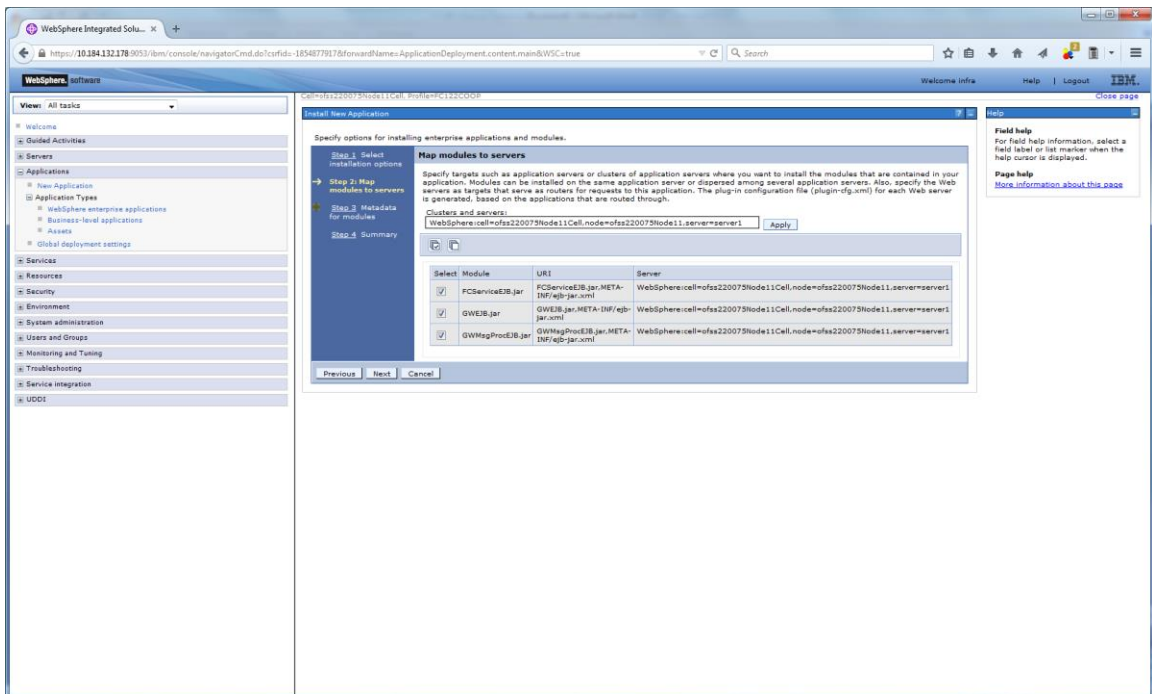 WebSphere Integrated Solu... × +
https://10.184.132.178:9053/ibm/console/navigatorCmd.do?csrfid=-1854877917&forwardName=ApplicationDeployment.content.main&WSC=true
Search
2
WebSphere. software
Welcome infra
Help | Logout
IBM.
View: All tasks
Welcome
Guided Activities
Servers
Applications
New Application
Application Types
WebSphere enterprise applications
Business-level applications
Assets
Global deployment settings
Services
Resources
Security
Environment
System administration
Users and Groups
Monitoring and Tuning
Troubleshooting
Service integration
UDDI
Cell=ofss220075Node11Cell, Profile=FC122COOP
Close page
Install New Application
Specify options for installing enterprise applications and modules.
Step 1 Select
installation options
Step 2: Map
modules to servers
Step 3 Metadata
for modules
Step 4 Summary
Map modules to servers
Specify targets such as application servers or clusters of application servers where you want to install the modules that are contained in your
application. Modules can be installed on the same application server or dispersed among several application servers. Also, specify the Web
servers as targets that serve as routers for requests to this application. The plug-in configuration file (plugin-cfg.xml) for each Web server
is generated, based on the applications that are routed through.
Clusters and servers:
WebSphere:cell=ofss220075Node11Cell,node=ofss220075Node11,server=server1
Apply
Select Module URI Server
FCServiceEJB.jar FCServiceEJB.jar,META-INF/ejb-jar.xml WebSphere:cell=ofss220075Node11Cell,node=ofss220075Node11,server=server1
GWEJB.jar GWEJB.jar,META-INF/ejb-jar.xml WebSphere:cell=ofss220075Node11Cell,node=ofss220075Node11,server=server1
GWMsgProcEJB.jar GWMsgProcEJB.jar,META-INF/ejb-jar.xml WebSphere:cell=ofss220075Node11Cell,node=ofss220075Node11,server=server1
Previous Next Cancel
Help
Field help
For field help information, select a
field label or list marker when the
help cursor is displayed.
Page help
More information about this page